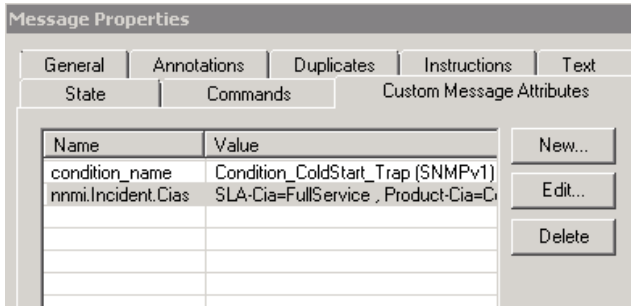 Message Properties
General Annotations Duplicates Instructions Text
State Commands Custom Message Attributes
Name Value New...
condition_name Condition_ColdStart_Trap (SNMPv1)
nnmi.Incident.Cias SLA-Cia=FullService , Product-Cia= Edit...
Delete